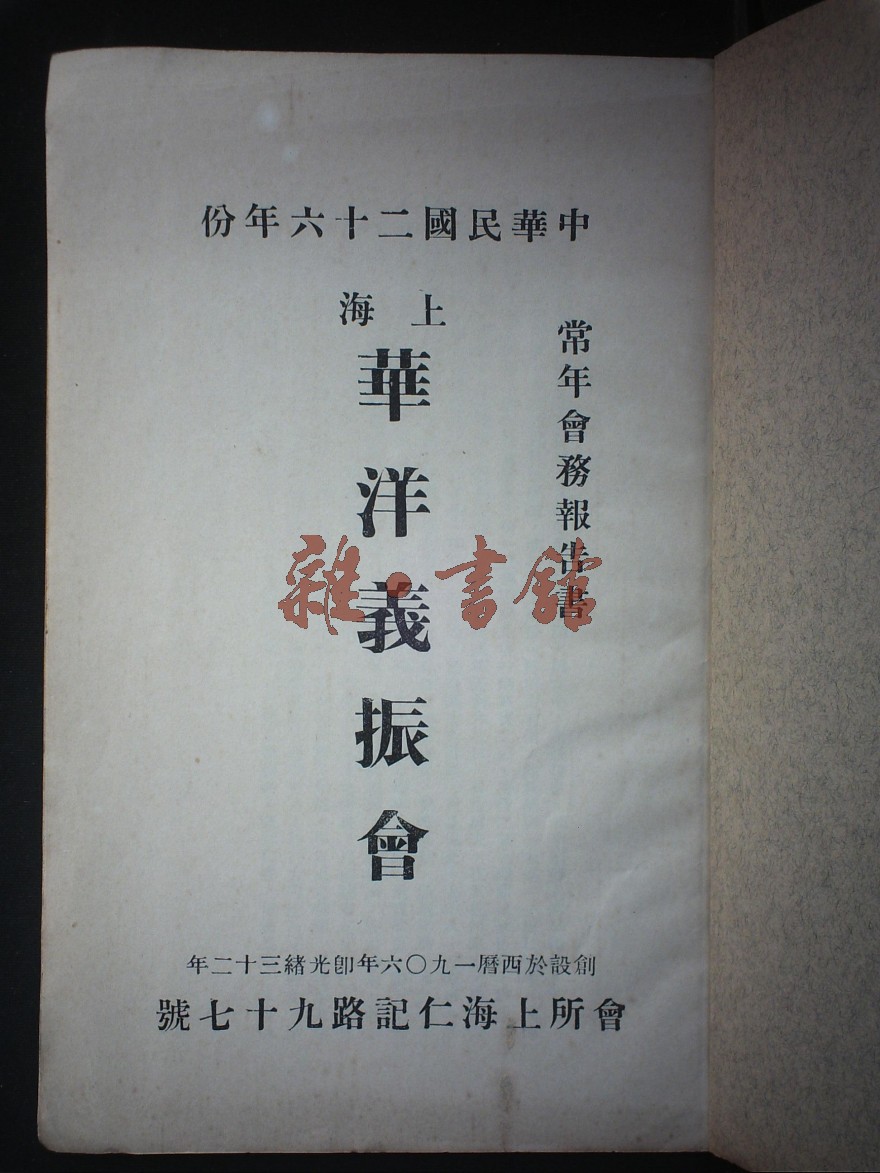 中華民國二十六年份
常年會務報告書
上海
華洋義振會
創設於西曆一九〇六年卽光緒三十二年
會所上海仁記路九十七號
雜·書館